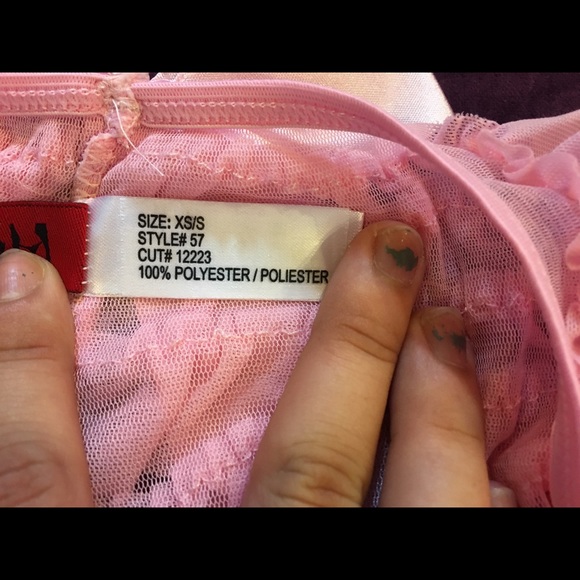 SIZE: XS/S
STYLE# 57
CUT# 12223
100% POLYESTER / POLIESTER